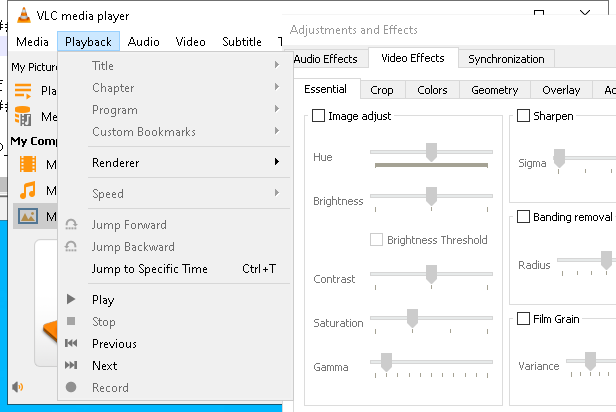 VLC media player
Media Playback Audio Video Subtitle
My Pictur
Pla
Me
My Comp
M
M
M
Title
Chapter
Program
Custom Bookmarks
Renderer
Speed
Jump Forward
Jump Backward
Jump to Specific Time Ctrl+T
Play
Stop
Previous
Next
Record
Adjustments and Effects
Audio Effects Video Effects Synchronization
Essential Crop Colors Geometry Overlay
Image adjust
Hue
Brightness
Brightness Threshold
Contrast
Saturation
Gamma
Sharpen
Sigma
Banding removal
Radius
Film Grain
Variance